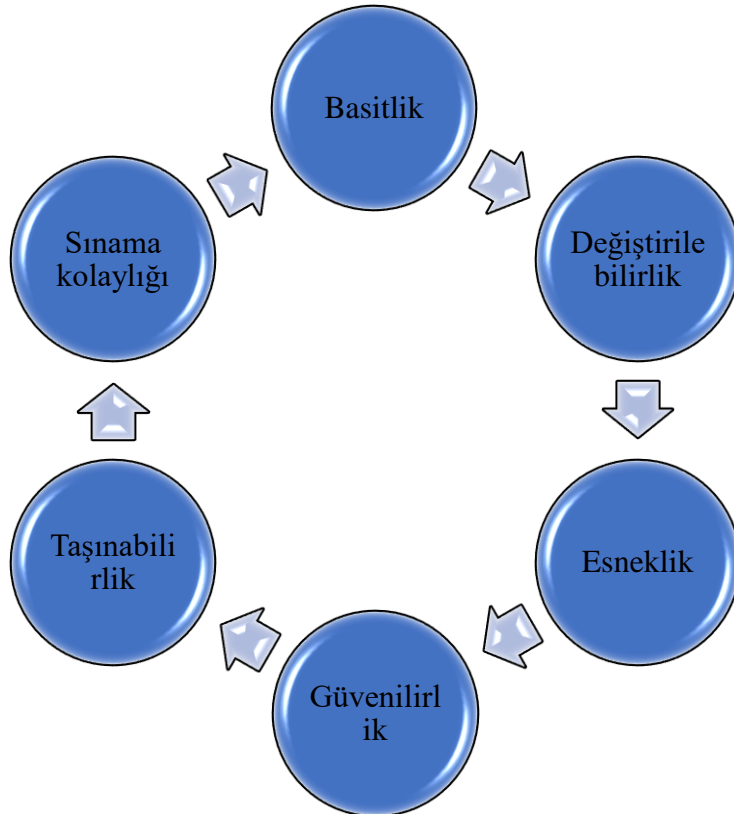 Basitlik
Değiştirile
bilirlik
Esneklik
Güvenilirl
ik
Taşınabili
rlik
Sınama
kolaylığı